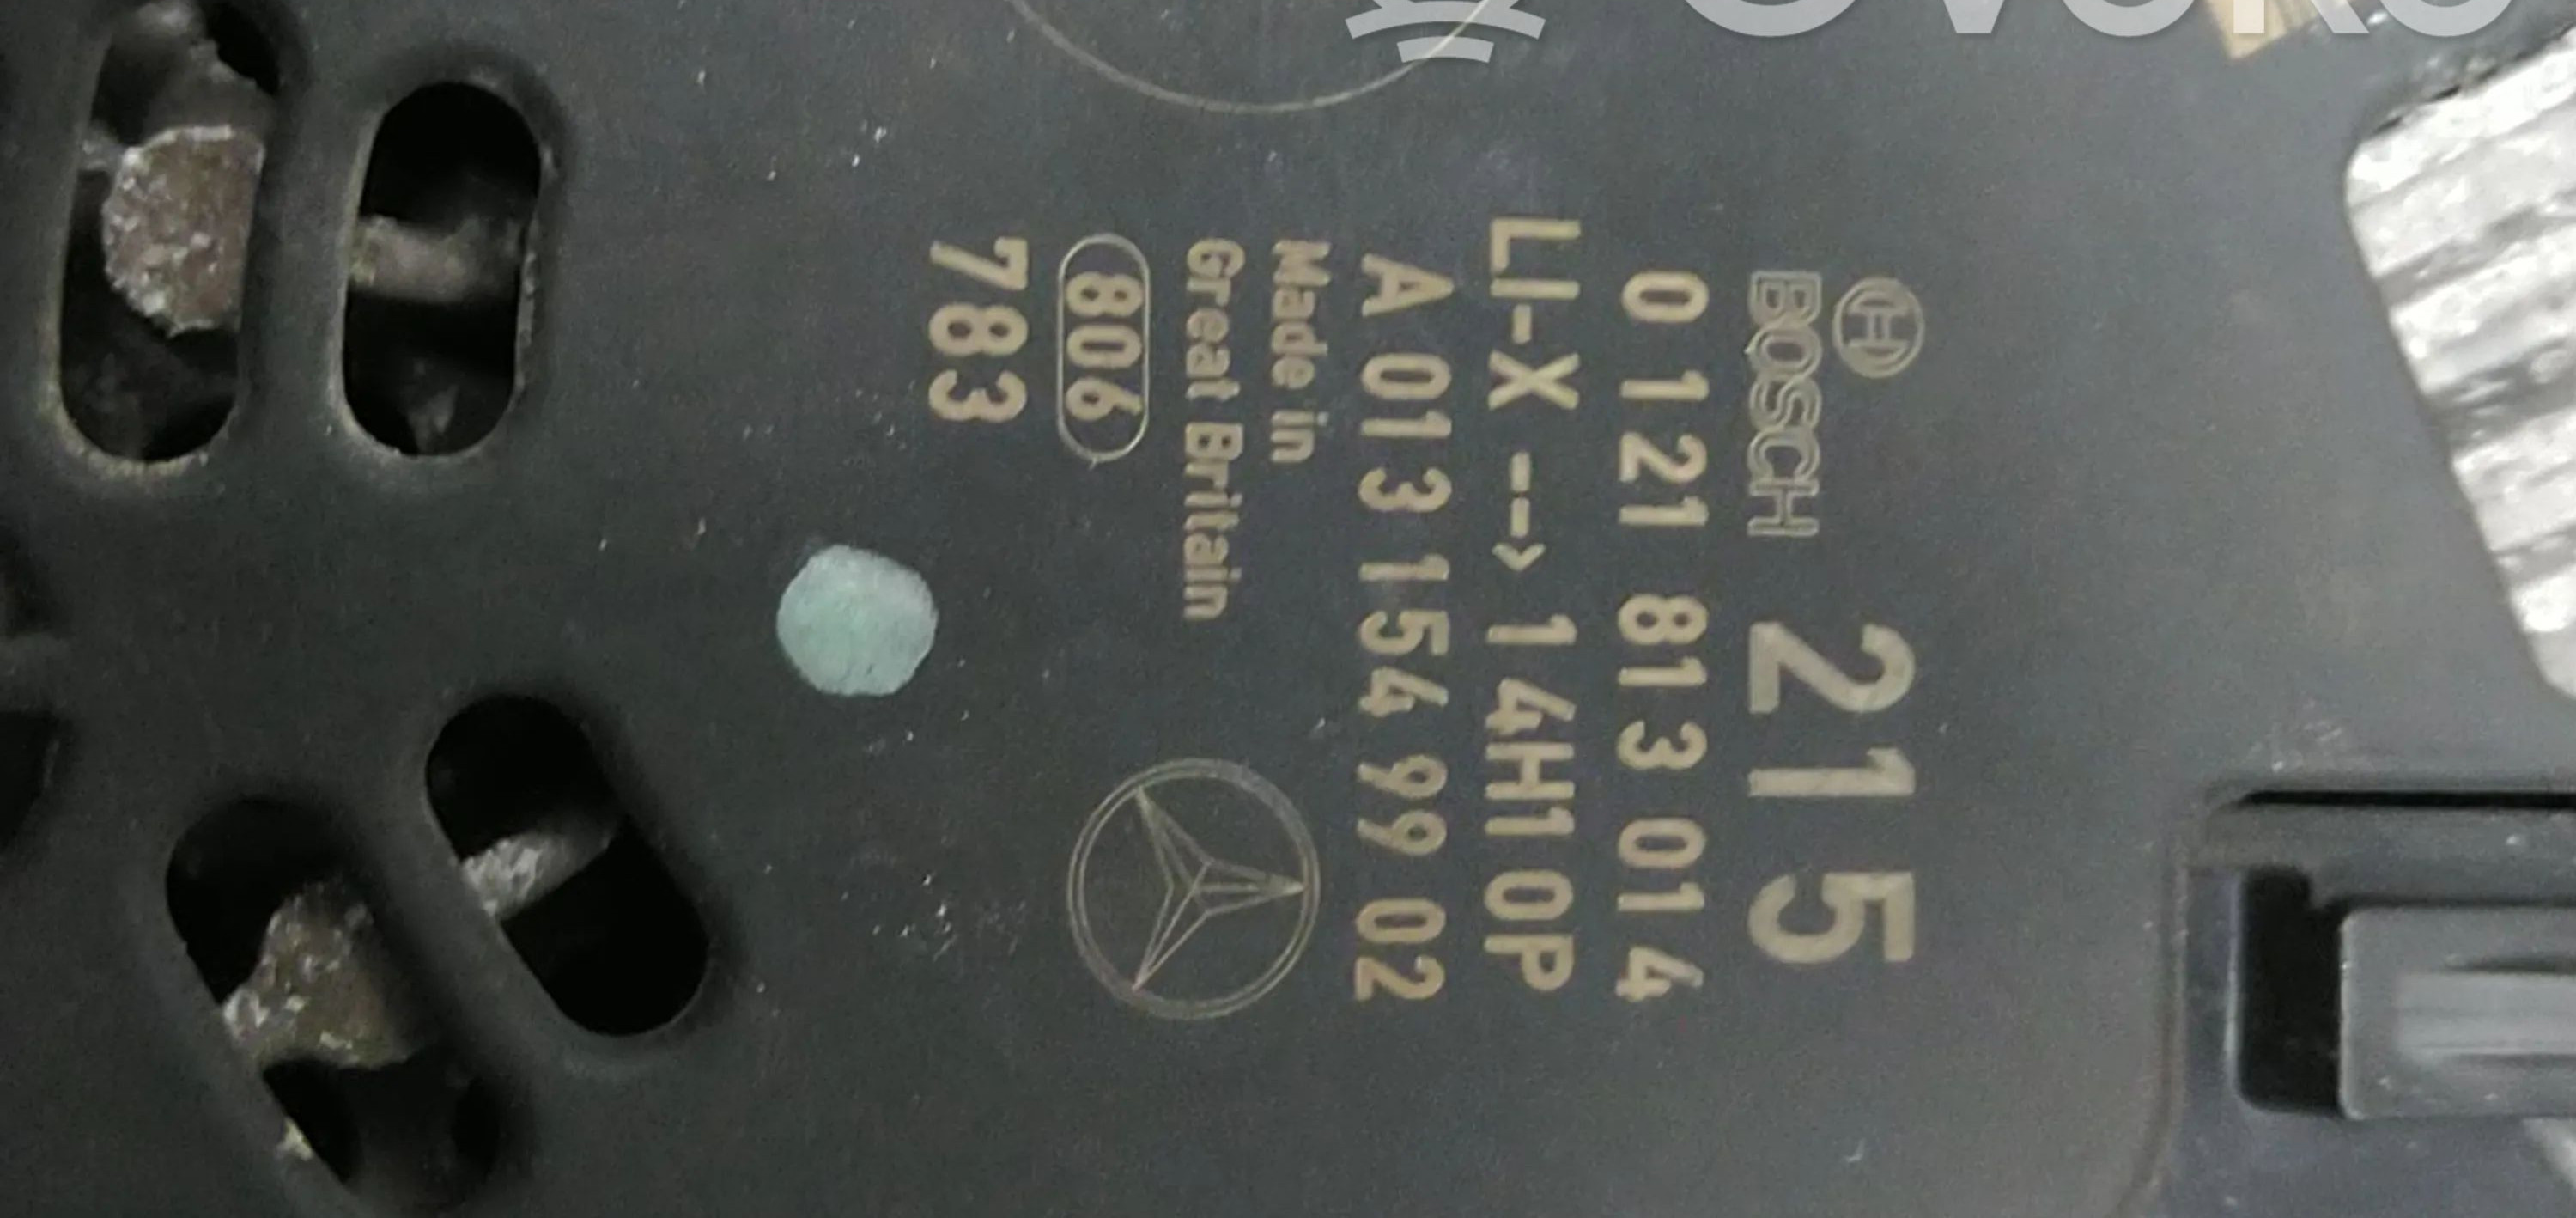 BOSCH 215
0 121 813 014
LI-X --> 14H10P
A 013 154 99 02
Made in
Great Britain
806
783